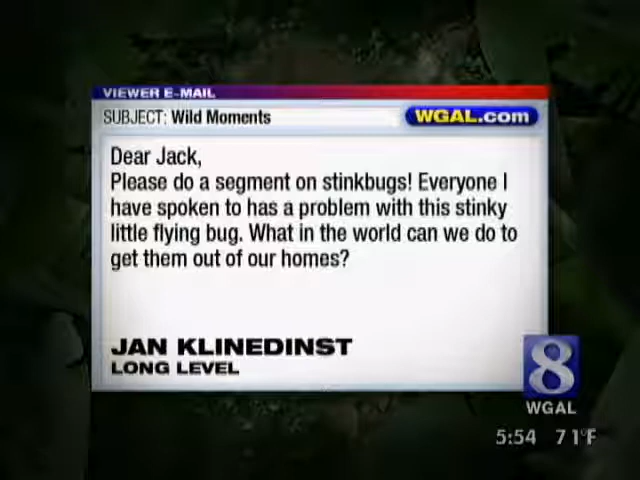 VIEWER E-MAIL
SUBJECT: Wild Moments
WGAL.com
Dear Jack,
Please do a segment on stinkbugs! Everyone I
have spoken to has a problem with this stinky
little flying bug. What in the world can we do to
get them out of our homes?
JAN KLINEDINST
LONG LEVEL
8
WGAL
5:54 71°F